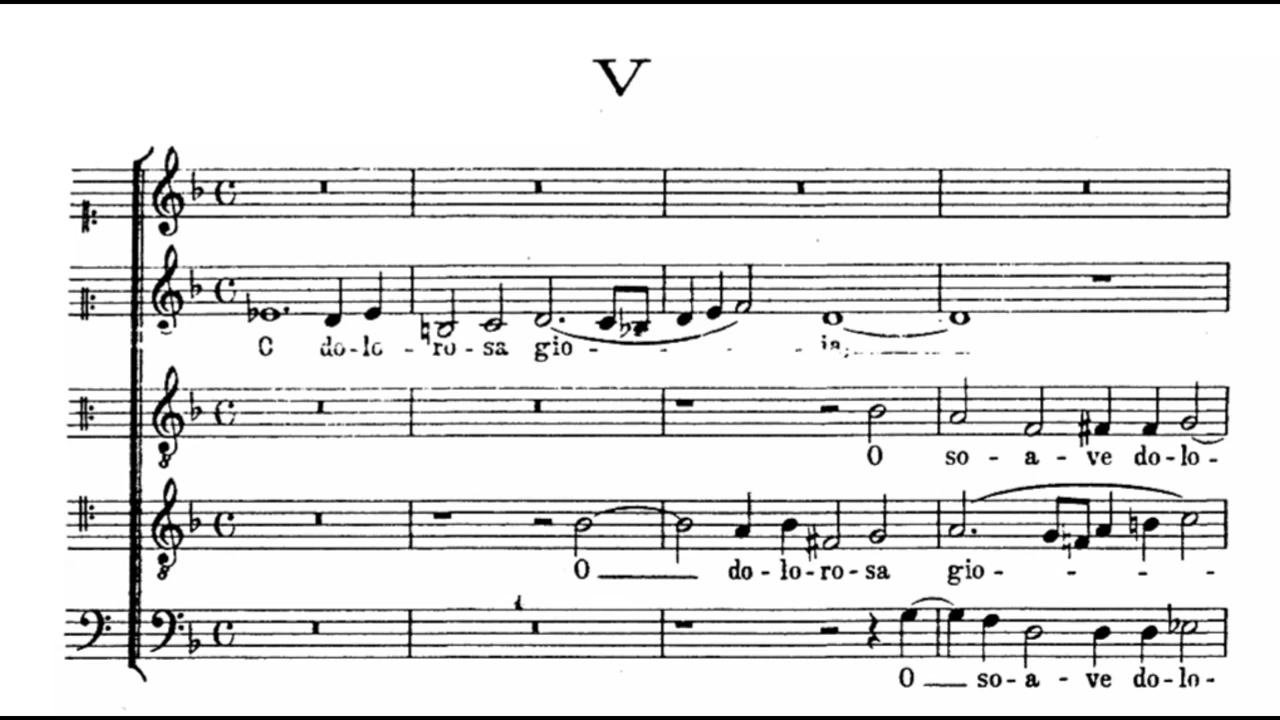 V
O do-lo-ro-sa gio- - - - ia;
O so-a-ve do-lo-
O do-lo-ro-sa gio- - - - -
O so-a-ve do-lo-